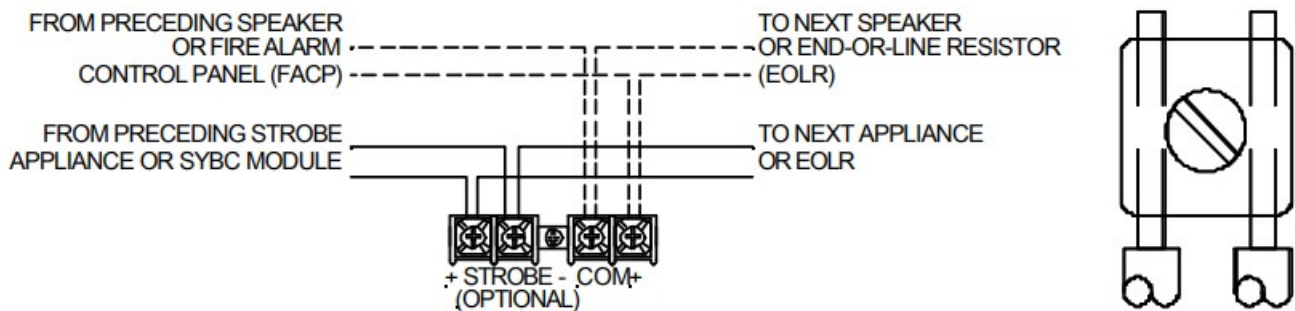 FROM PRECEDING SPEAKER
OR FIRE ALARM
CONTROL PANEL (FACP)
TO NEXT SPEAKER
OR END-OR-LINE RESISTOR
(EOLR)
FROM PRECEDING STROBE
APPLIANCE OR SYBC MODULE
TO NEXT APPLIANCE
OR EOLR
+ STROBE - COM+
(OPTIONAL)